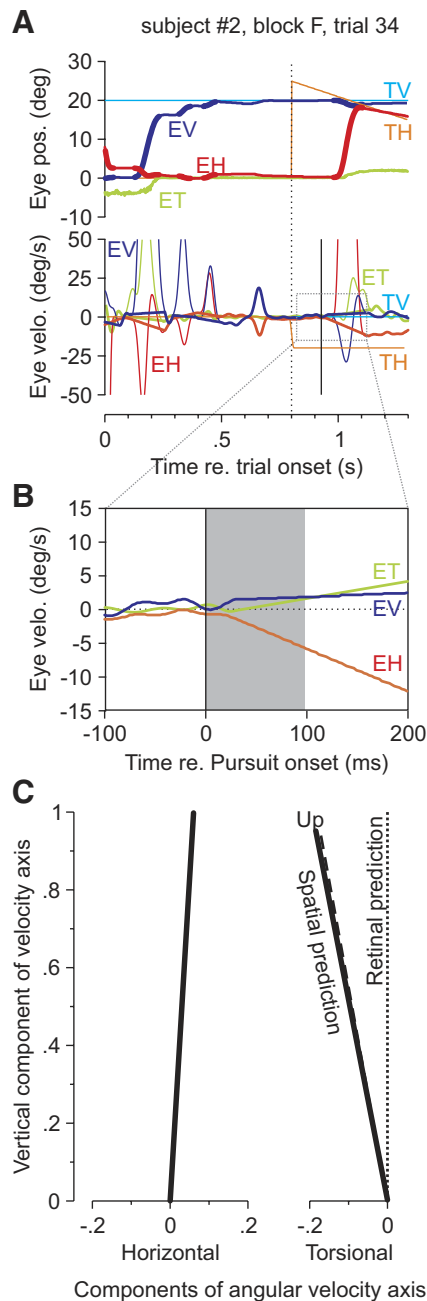 A
subject #2, block F, trial 34
Eye pos. (deg)
30
20
10
0
-10
EV
EH
ET
TV
TH
Eye velo. (deg/s)
50
25
0
-25
50
EV
EH
ET
TV
TH
0
.5
1
Time re. trial onset (s)
B
Eye velo. (deg/s)
15
10
5
0
-5
-10
-15
ET
EV
EH
-100
0
100
200
Time re. Pursuit onset (ms)
C
Vertical component of velocity axis
1
.8
.6
.4
.2
0
Up
Spatial prediction
Retinal prediction
-.2
0
.2
-.2
0
Horizontal
Torsional
Components of angular velocity axis